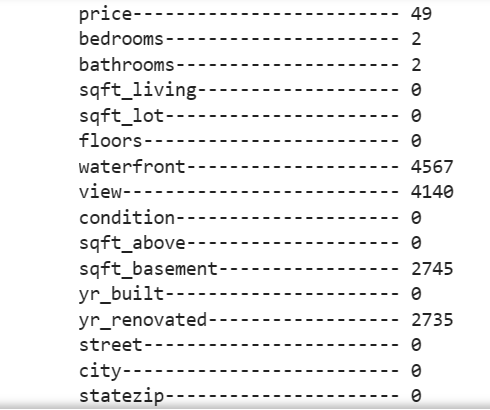 price------------------------- 49
bedrooms---------------------- 2
bathrooms--------------------- 2
sqft_living------------------- 0
sqft_lot---------------------- 0
floors------------------------ 0
waterfront-------------------- 4567
view-------------------------- 4140
condition--------------------- 0
sqft_above-------------------- 0
sqft_basement----------------- 2745
yr_built---------------------- 0
yr_renovated------------------ 2735
street------------------------ 0
city-------------------------- 0
statezip---------------------- 0